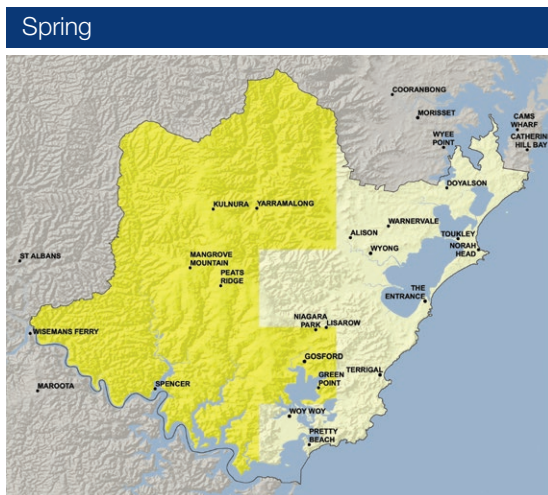 Spring
COORANBONG
MORISSET
CAMS
WHARF
CATHERIN
HILL BAY
WYEE
POINT
DOYALSON
KULNURA
YARRAMALONG
WARNERVALE
ALISON
TOUKLEY
WYONG
NORAH
HEAD
ST ALBANS
MANGROVE
MOUNTAIN
PEATS
RIDGE
THE
ENTRANCE
NIAGARA
PARK
LISAROW
WISEMANS FERRY
GOSFORD
GREEN
POINT
TERRIGAL
MAROOTA
SPENCER
WOY WOY
PRETTY
BEACH